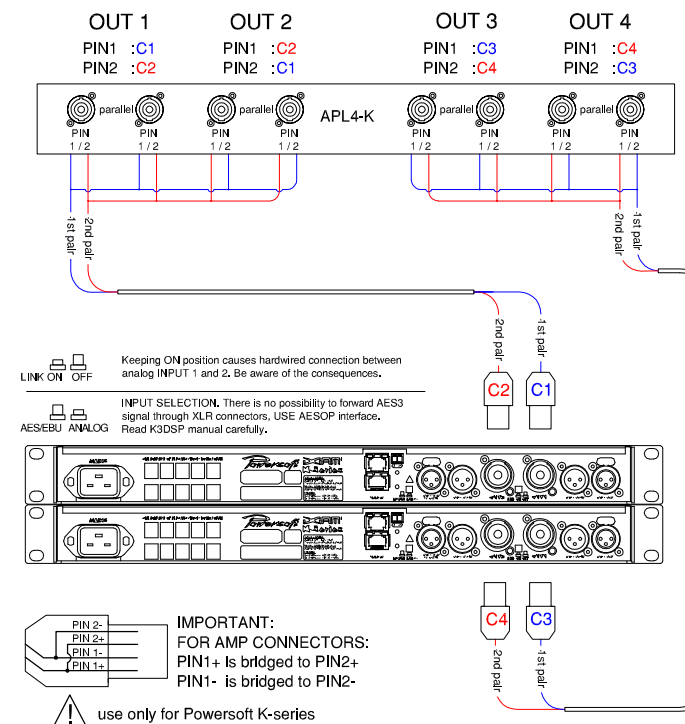 OUT 1 OUT 2 OUT 3 OUT 4
PIN1 :C1 PIN1 :C2 PIN1 :C3 PIN1 :C4
PIN2 :C2 PIN2 :C1 PIN2 :C4 PIN2 :C3
parallel parallel APL4-K parallel parallel
PIN PIN PIN PIN PIN PIN PIN PIN
1 / 2 1 / 2 1 / 2 1 / 2 1 / 2 1 / 2 1 / 2 1 / 2
1st pair
2nd pair
2nd pair
1st pair
2nd pair
1st pair
LINK ON OFF
Keeping ON position causes hardwired connection between
analog INPUT 1 and 2. Be aware of the consequences.
C2 C1
AES/EBU ANALOG
INPUT SELECTION. There is no possibility to forward AES3
signal through XLR connectors, USE AESOP interface.
Read K3DSP manual carefully.
Powersoft
Powersoft
C4 C3
2nd pair
1st pair
PIN 2-
PIN 2+
PIN 1-
PIN 1+
IMPORTANT:
FOR AMP CONNECTORS:
PIN1+ is bridged to PIN2+
PIN1- is bridged to PIN2-
use only for Powersoft K-series